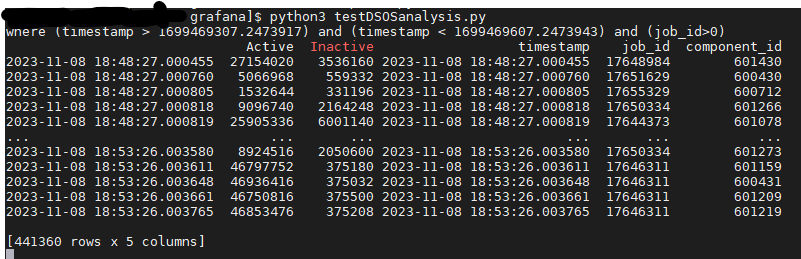 grafana]$ python3 testDSOSanalysis.py
where (timestamp > 1699469307.2473917) and (timestamp < 1699469607.2473943) and (job_id>0)
Active Inactive timestamp job_id component_id
2023-11-08 18:48:27.000455 27154020 3536160 2023-11-08 18:48:27.000455 17648984 601430
2023-11-08 18:48:27.000760 5066968 559332 2023-11-08 18:48:27.000760 17651629 600430
2023-11-08 18:48:27.000805 1532644 331196 2023-11-08 18:48:27.000805 17655329 600712
2023-11-08 18:48:27.000818 9096740 2164248 2023-11-08 18:48:27.000818 17650334 601266
2023-11-08 18:48:27.000819 25905336 6001140 2023-11-08 18:48:27.000819 17644373 601078
... ... ... ... ... ...
2023-11-08 18:53:26.003580 8924516 2050600 2023-11-08 18:53:26.003580 17650334 601273
2023-11-08 18:53:26.003611 46797752 375180 2023-11-08 18:53:26.003611 17646311 601159
2023-11-08 18:53:26.003648 46936416 375032 2023-11-08 18:53:26.003648 17646311 600431
2023-11-08 18:53:26.003661 46750816 375500 2023-11-08 18:53:26.003661 17646311 601209
2023-11-08 18:53:26.003765 46853476 375208 2023-11-08 18:53:26.003765 17646311 601219
[441360 rows x 5 columns]